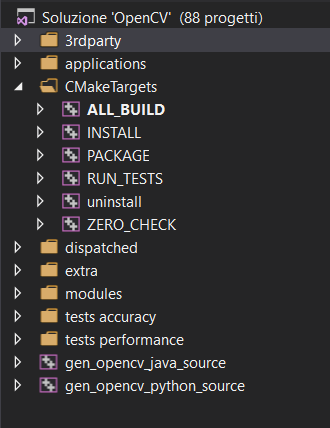 Soluzione 'OpenCV' (88 progetti)
3rdparty
applications
CMakeTargets
ALL_BUILD
INSTALL
PACKAGE
RUN_TESTS
uninstall
ZERO_CHECK
dispatched
extra
modules
tests accuracy
tests performance
gen_opencv_java_source
gen_opencv_python_source